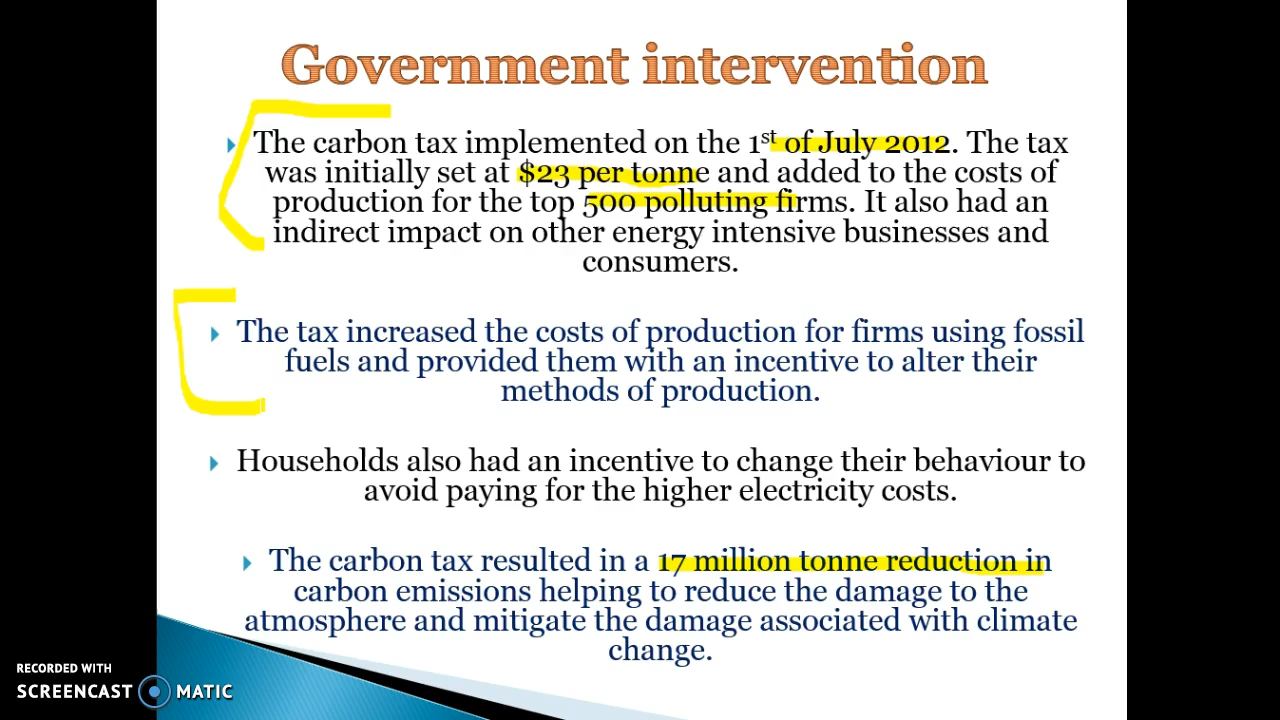 Government intervention
The carbon tax implemented on the 1st of July 2012. The tax
was initially set at $23 per tonne and added to the costs of
production for the top 500 polluting firms. It also had an
indirect impact on other energy intensive businesses and
consumers.
The tax increased the costs of production for firms using fossil
fuels and provided them with an incentive to alter their
methods of production.
Households also had an incentive to change their behaviour to
avoid paying for the higher electricity costs.
The carbon tax resulted in a 17 million tonne reduction in
carbon emissions helping to reduce the damage to the
atmosphere and mitigate the damage associated with climate
change.
RECORDED WITH
SCREENCAST MATIC